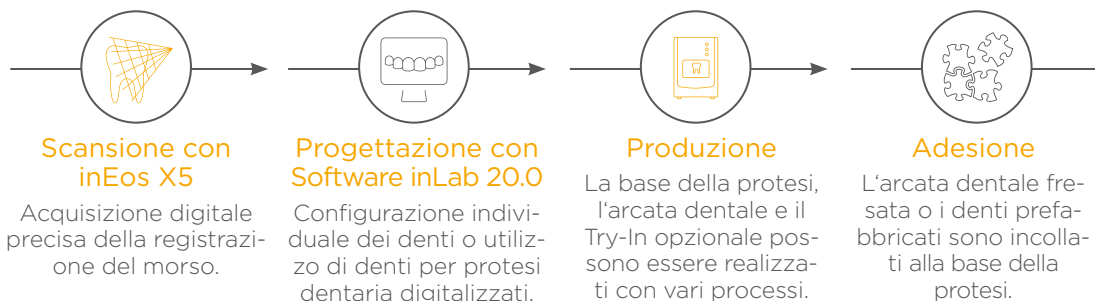 Scansione con
inEos X5
Acquisizione digitale
precisa della registrazi-
one del morso.
Progettazione con
Software inLab 20.0
Configurazione indivi-
duale dei denti o utiliz-
zo di denti per protesi
dentaria digitalizzati.
Produzione
La base della protesi,
l‘arcata dentale e il
Try-In opzionale pos-
sono essere realizza-
ti con vari processi.
Adesione
L‘arcata dentale fre-
sata o i denti prefa-
bbricati sono incolla-
ti alla base della
protesi.